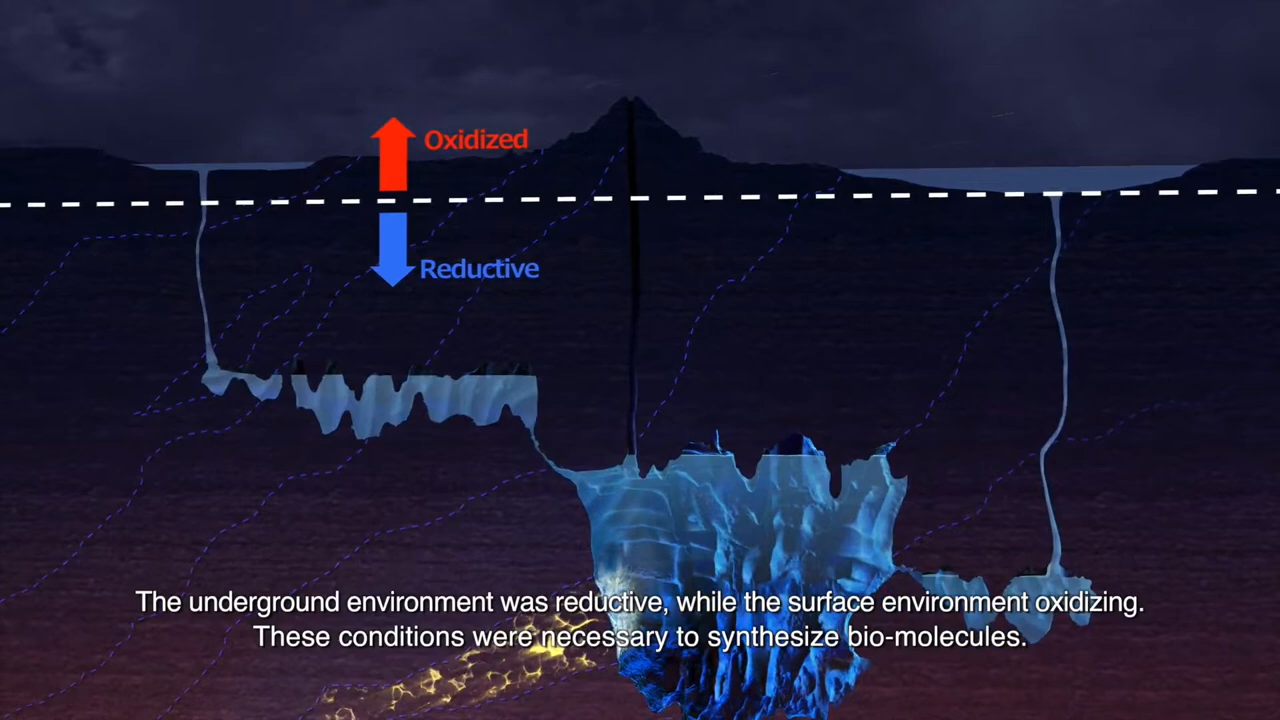 Oxidized
Reductive
The underground environment was reductive, while the surface environment oxidizing.
These conditions were necessary to synthesize bio-molecules.